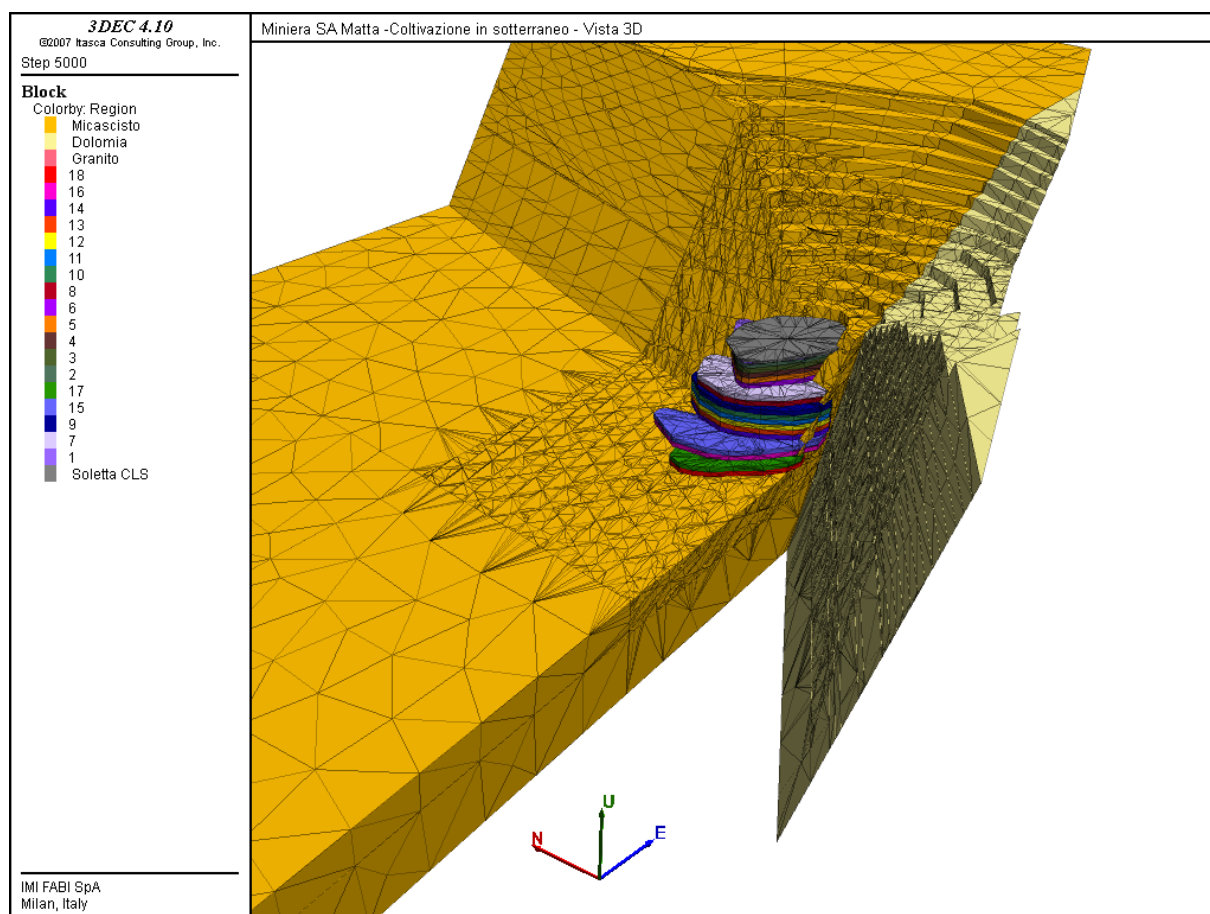 3DEC 4.10
©2007 Itasca Consulting Group, Inc.
Step 5000
Miniera SA Matta -Coltivazione in sotterraneo - Vista 3D
Block
Colorby: Region
Micascisto
Dolomia
Granito
18
16
14
13
12
11
10
8
6
5
4
3
2
17
15
9
7
1
Soletta CLS
U
N
E
IMI FABI SpA
Milan, Italy